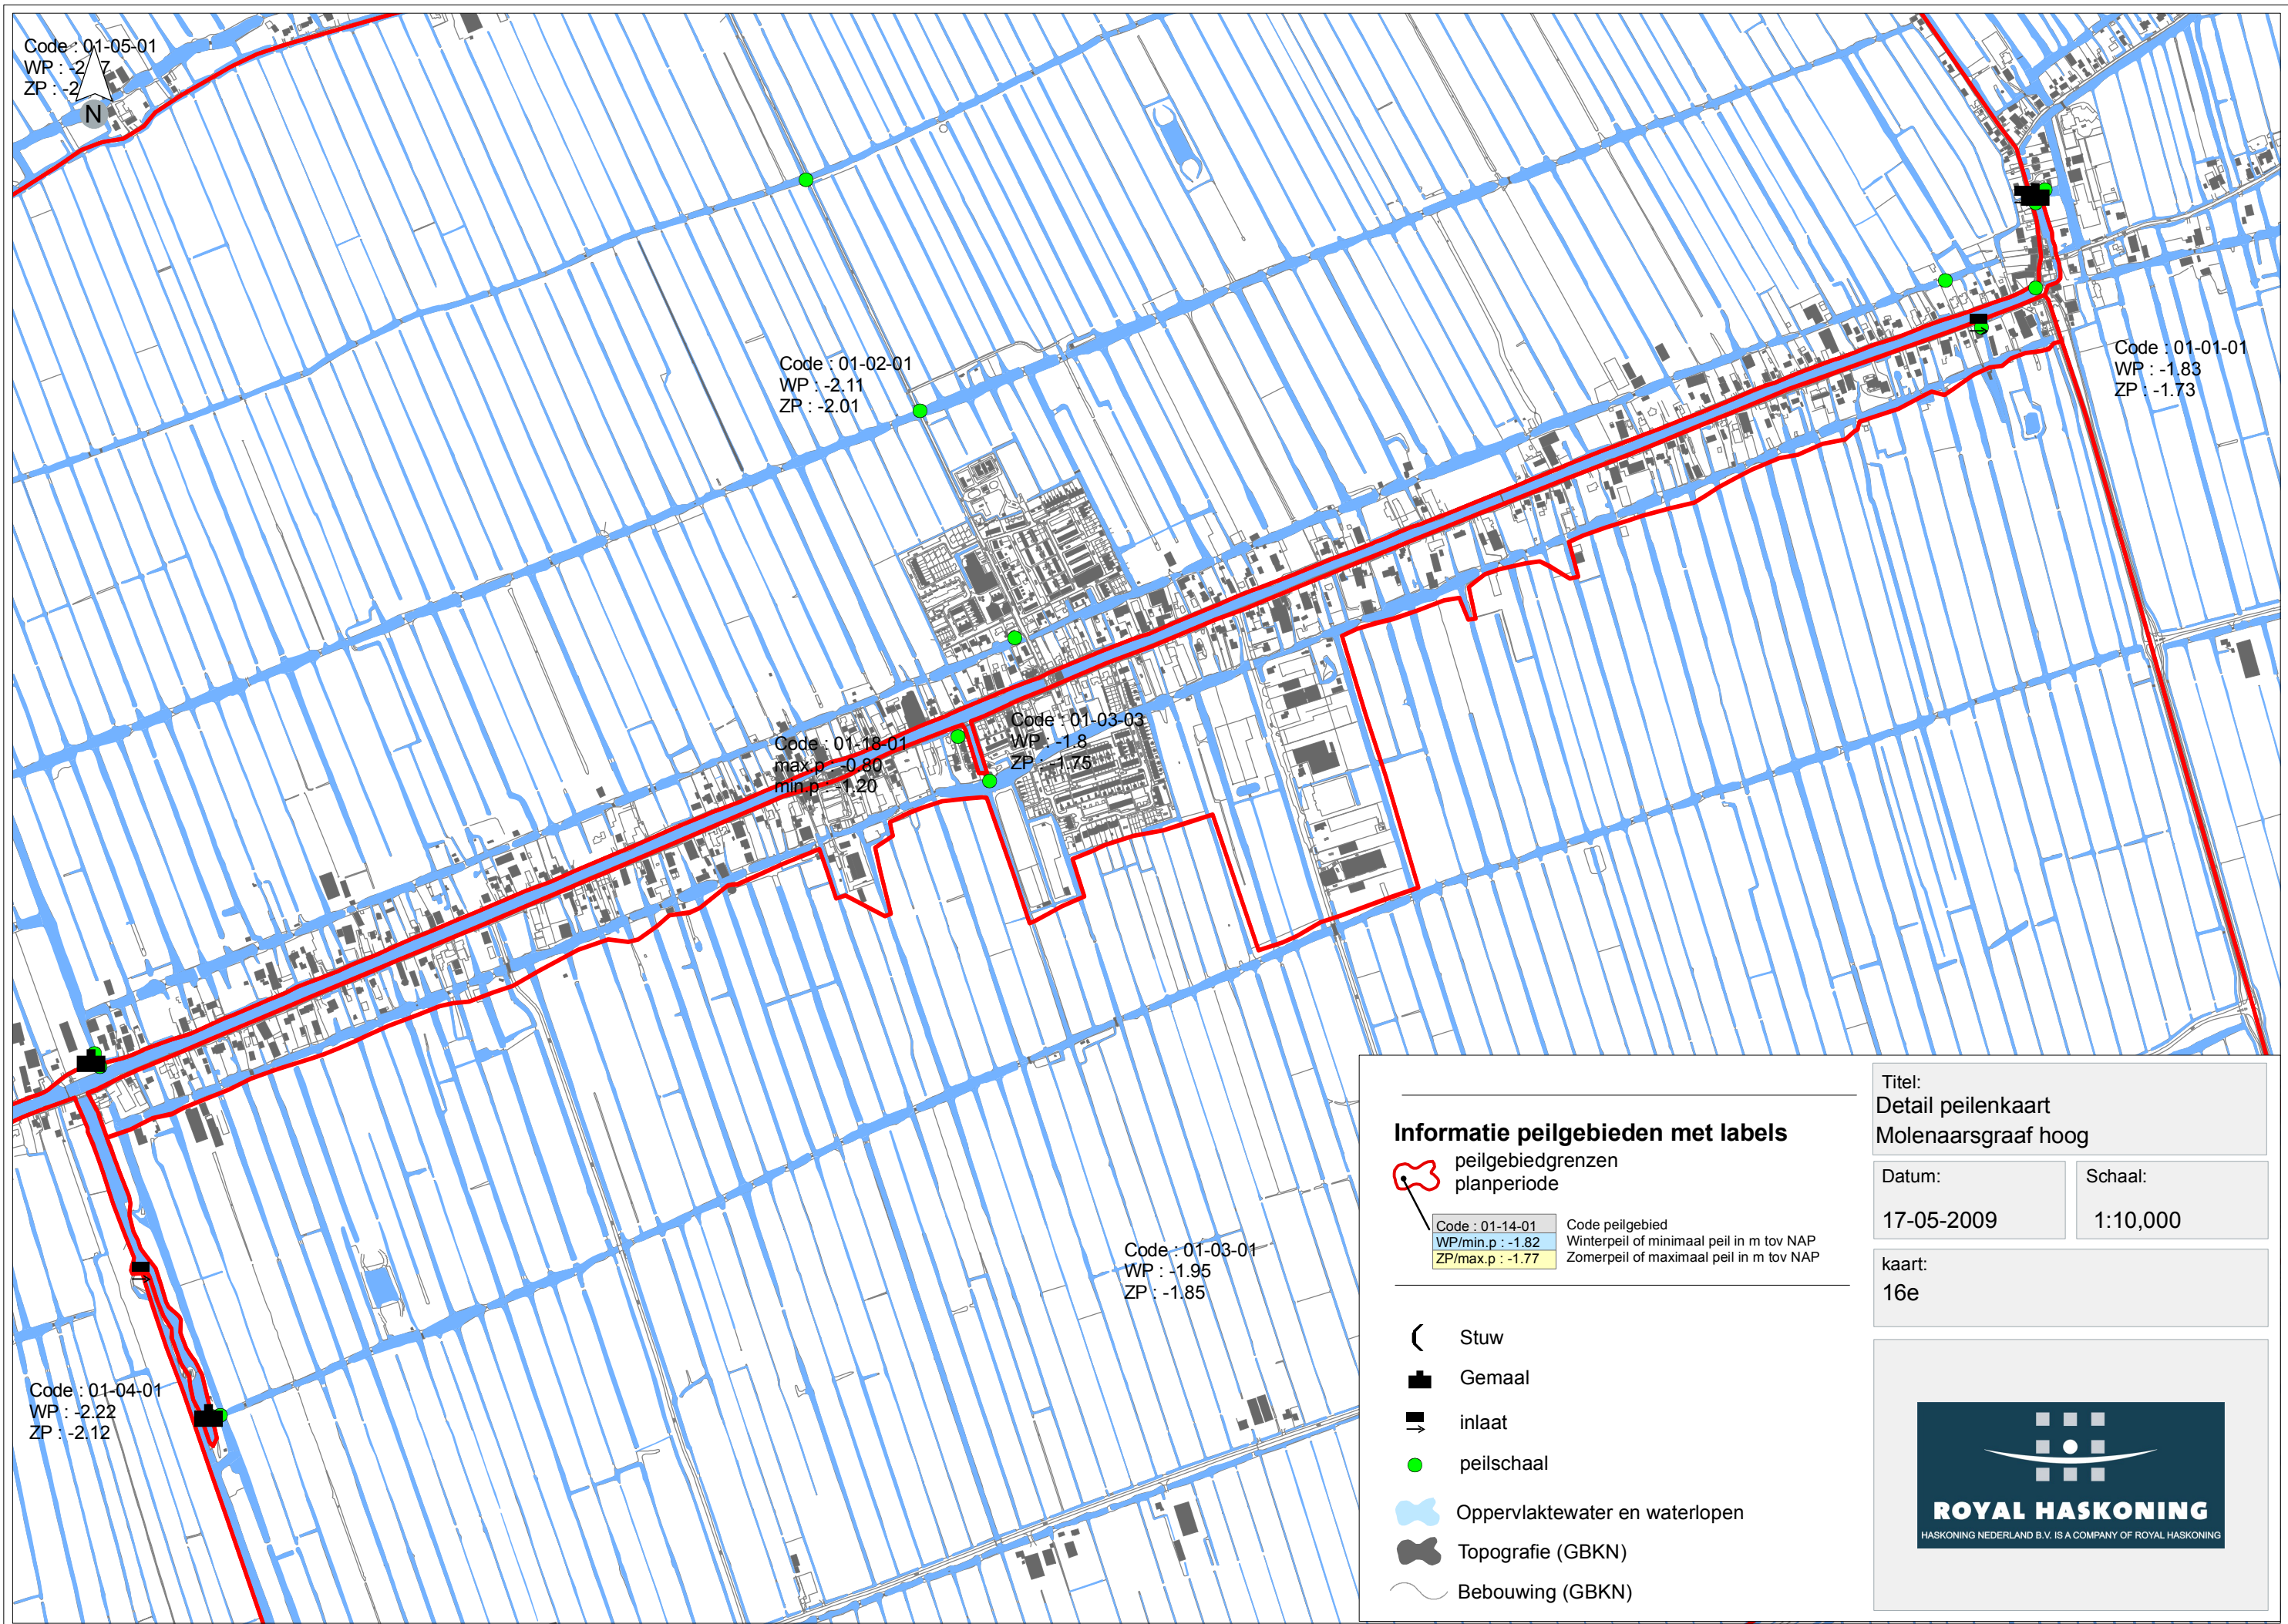 Code : 01-05-01
WP : -2
ZP : -2
N
Code : 01-02-01
WP : -2.11
ZP : -2.01
Code : 01-01-01
WP : -1.83
ZP : -1.73
Code : 01-03-03
WP : -1.8
ZP : -1.75
Code : 01-18-01
max.p : -0.80
min.p : -1.20
Code : 01-03-01
WP : -1.95
ZP : -1.85
Code : 01-04-01
WP : -2.22
ZP : -2.12
Informatie peilgebieden met labels
peilgebiedgrenzen
planperiode
Code : 01-14-01 Code peilgebied
WP/min.p : -1.82 Winterpeil of minimaal peil in m tov NAP
ZP/max.p : -1.77 Zomerpeil of maximaal peil in m tov NAP
Stuw
Gemaal
inlaat
peilschaal
Oppervlaktewater en waterlopen
Topografie (GBKN)
Bebouwing (GBKN)
Titel:
Detail peilenkaart
Molenaarsgraaf hoog
Datum:
17-05-2009
Schaal:
1:10,000
kaart:
16e
ROYAL HASKONING
HASKONING NEDERLAND B.V. IS A COMPANY OF ROYAL HASKONING